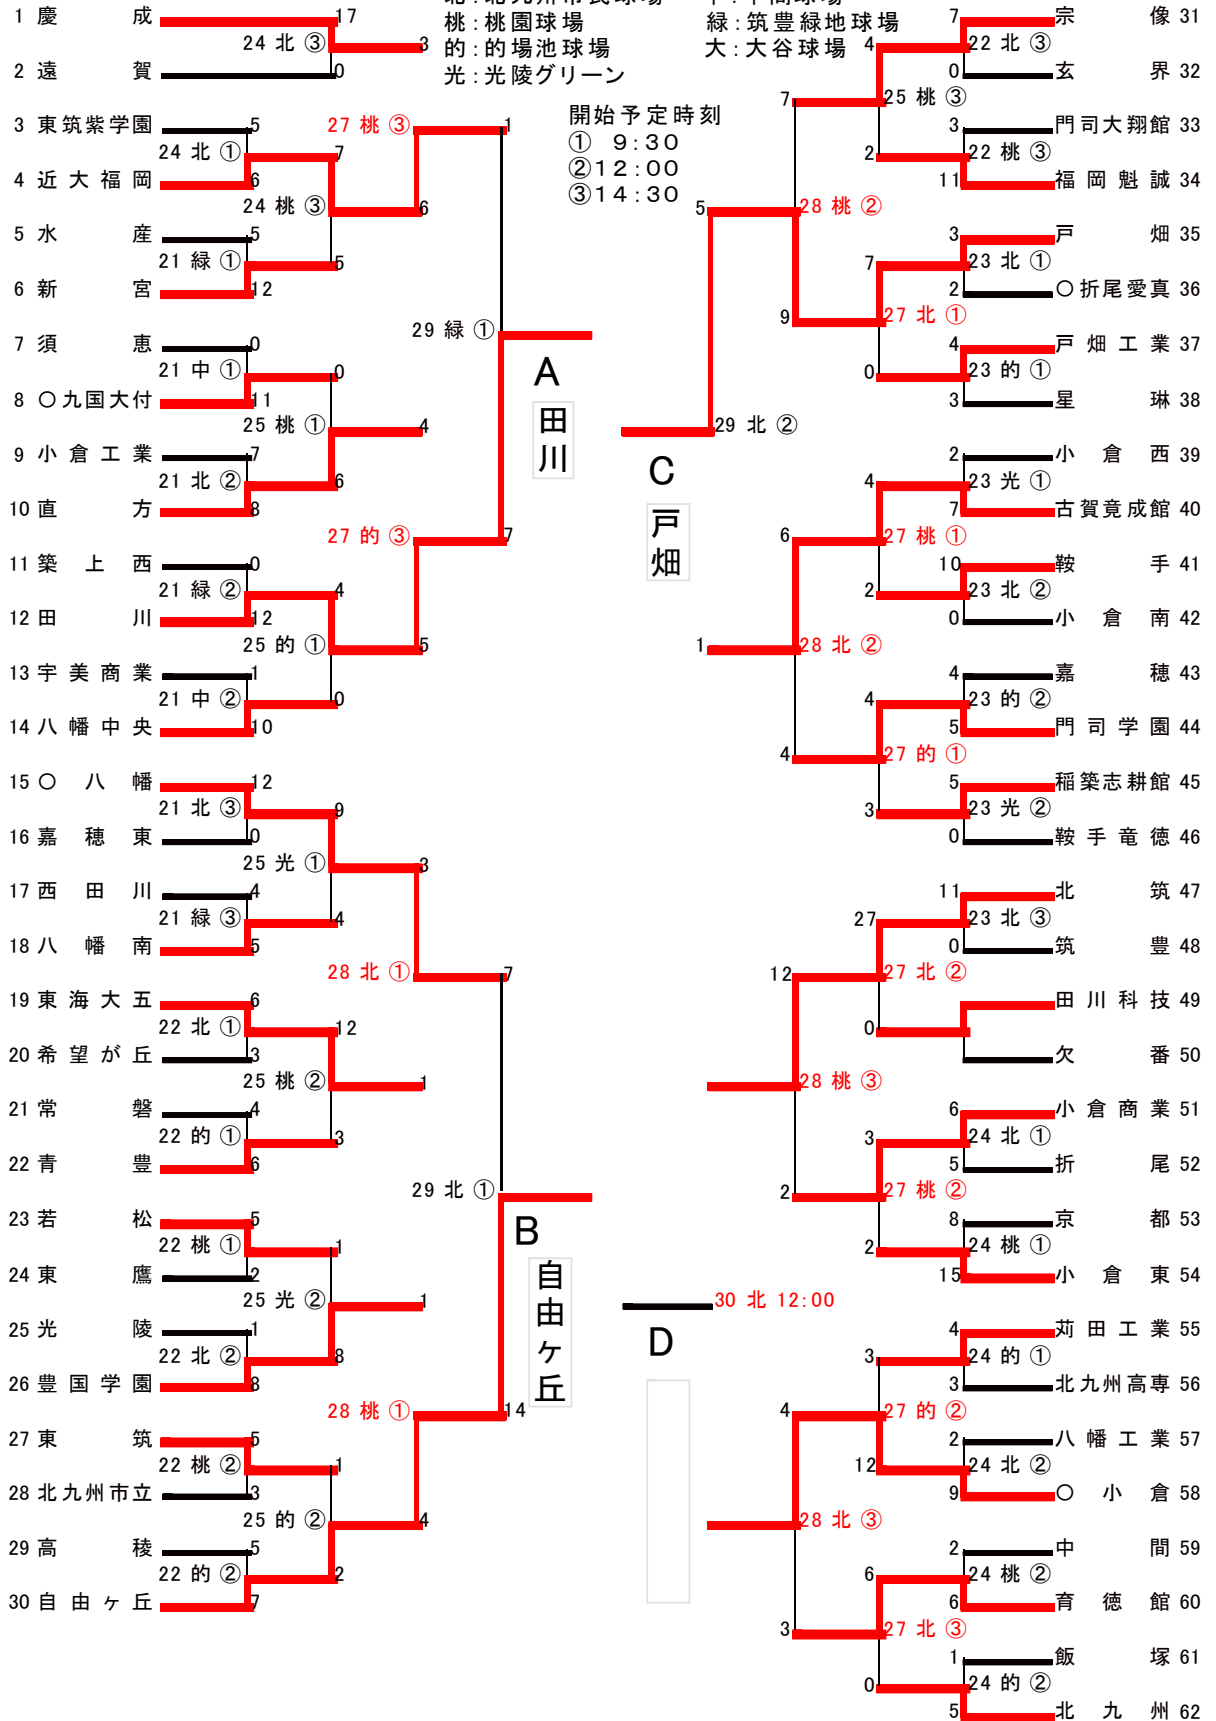 北:北九州市民球場 中:中間球場
桃:桃園球場 緑:筑豊緑地球場
的:的場池球場 大:大谷球場
光:光陵グリーン
開始予定時刻
① 9:30
②12:00
③14:30
1 慶成 17
24 北 ③ 3
2 遠賀 0
3 東筑紫学園 5
27 桃 ③ 1
24 北 ① 7
4 近大福岡 6
24 桃 ③ 6
5 水産 5
21 緑 ① 5
6 新宮 12
29 緑 ①
7 須恵 0
21 中 ① 0
8 〇九国大付 11
25 桃 ① 4
9 小倉工業 7
21 北 ② 6
10 直方 8
27 的 ③ 7
11 築上西 0
21 緑 ② 4
12 田川 12
25 的 ① 5
13 宇美商業 1
21 中 ② 0
14 八幡中央 10
A
田川
15 〇八幡 12
21 北 ③ 9
16 嘉穂東 0
25 光 ① 3
17 西田川 4
21 緑 ③ 4
18 八幡南 5
28 北 ① 7
19 東海大五 6
22 北 ① 12
20 希望が丘 3
25 桃 ② 1
21 常磐 4
22 的 ① 3
22 青豊 6
29 北 ①
23 若松 5
22 桃 ① 1
24 東鷹 2
25 光 ② 1
25 光陵 1
22 北 ② 8
26 豊国学園 8
28 桃 ① 14
27 東筑 5
22 桃 ② 1
28 北九州市立 3
25 的 ② 4
29 高稜 5
22 的 ② 2
30 自由ヶ丘 7
B
自由ヶ丘
7 宗像 31
4 22 北 ③
0 玄界 32
7 25 桃 ③
3 門司大翔館 33
2 22 桃 ③
11 福岡魁誠 34
5 28 桃 ②
3 戸畑 35
7 23 北 ①
2 〇折尾愛真 36
9 27 北 ①
4 戸畑工業 37
0 23 的 ①
3 星琳 38
29 北 ②
C
戸畑
2 小倉西 39
4 23 光 ①
7 古賀竟成館 40
6 27 桃 ①
10 鞍手 41
2 23 北 ②
0 小倉南 42
1 28 北 ②
4 嘉穂 43
4 23 的 ②
5 門司学園 44
4 27 的 ①
5 稲築志耕館 45
3 23 光 ②
0 鞍手竜徳 46
11 北筑 47
27 23 北 ③
0 筑豊 48
12 27 北 ②
田川科技 49
0
欠番 50
28 桃 ③
6 小倉商業 51
3 24 北 ①
5 折尾 52
2 27 桃 ②
8 京都 53
2 24 桃 ①
15 小倉東 54
30 北 12:00
D
4 苅田工業 55
3 24 的 ①
3 北九州高専 56
4 27 的 ②
2 八幡工業 57
12 24 北 ②
9 〇小倉 58
28 北 ③
2 中間 59
6 24 桃 ②
6 育徳館 60
3 27 北 ③
1 飯塚 61
0 24 的 ②
5 北九州 62